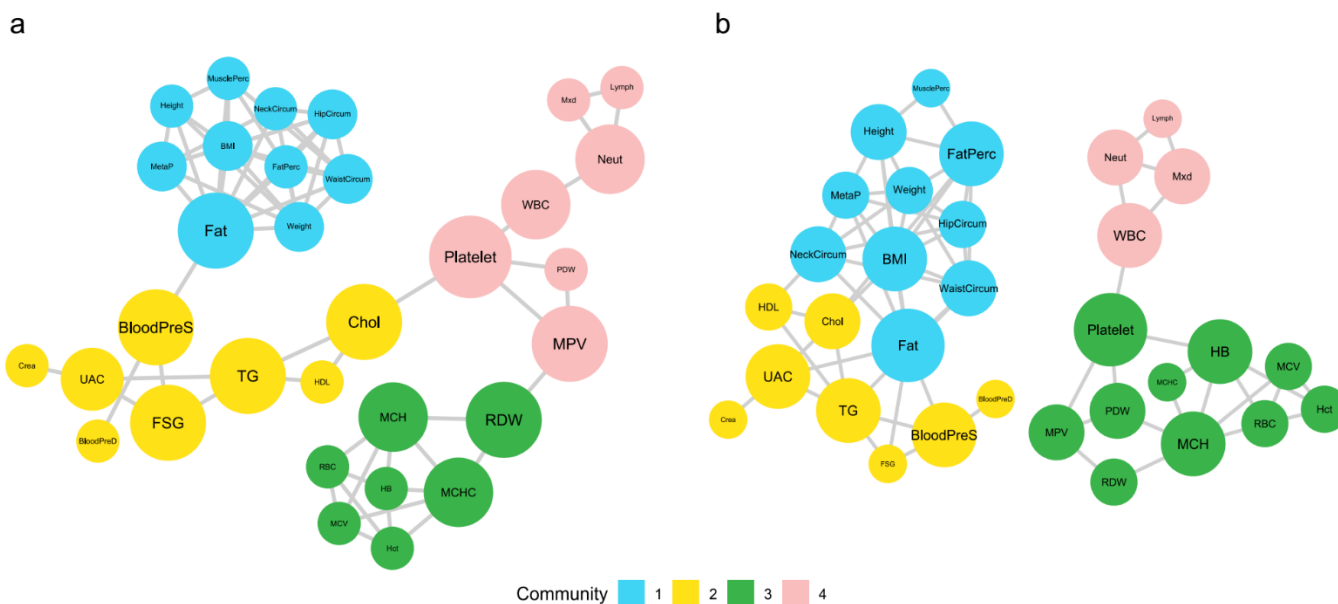 a
b
MusclePerc
Height
NeckCircum
HipCircum
BMI
MetaP
FatPerc
WaistCircum
Fat
Weight
Mxd
Lymph
Neut
WBC
Platelet
PDW
MPV
BloodPreS
Chol
Crea
UAC
TG
HDL
FSG
BloodPreD
MCH
RDW
RBC
HB
MCHC
MCV
Hct
MusclePerc
Height
FatPerc
MetaP
Weight
HipCircum
NeckCircum
BMI
WaistCircum
HDL
Chol
Fat
UAC
TG
BloodPreD
Crea
BloodPreS
FSG
Lymph
Neut
Mxd
WBC
Platelet
HB
MCHC
MCV
PDW
Hct
MPV
RBC
MCH
RDW
Community 1 2 3 4